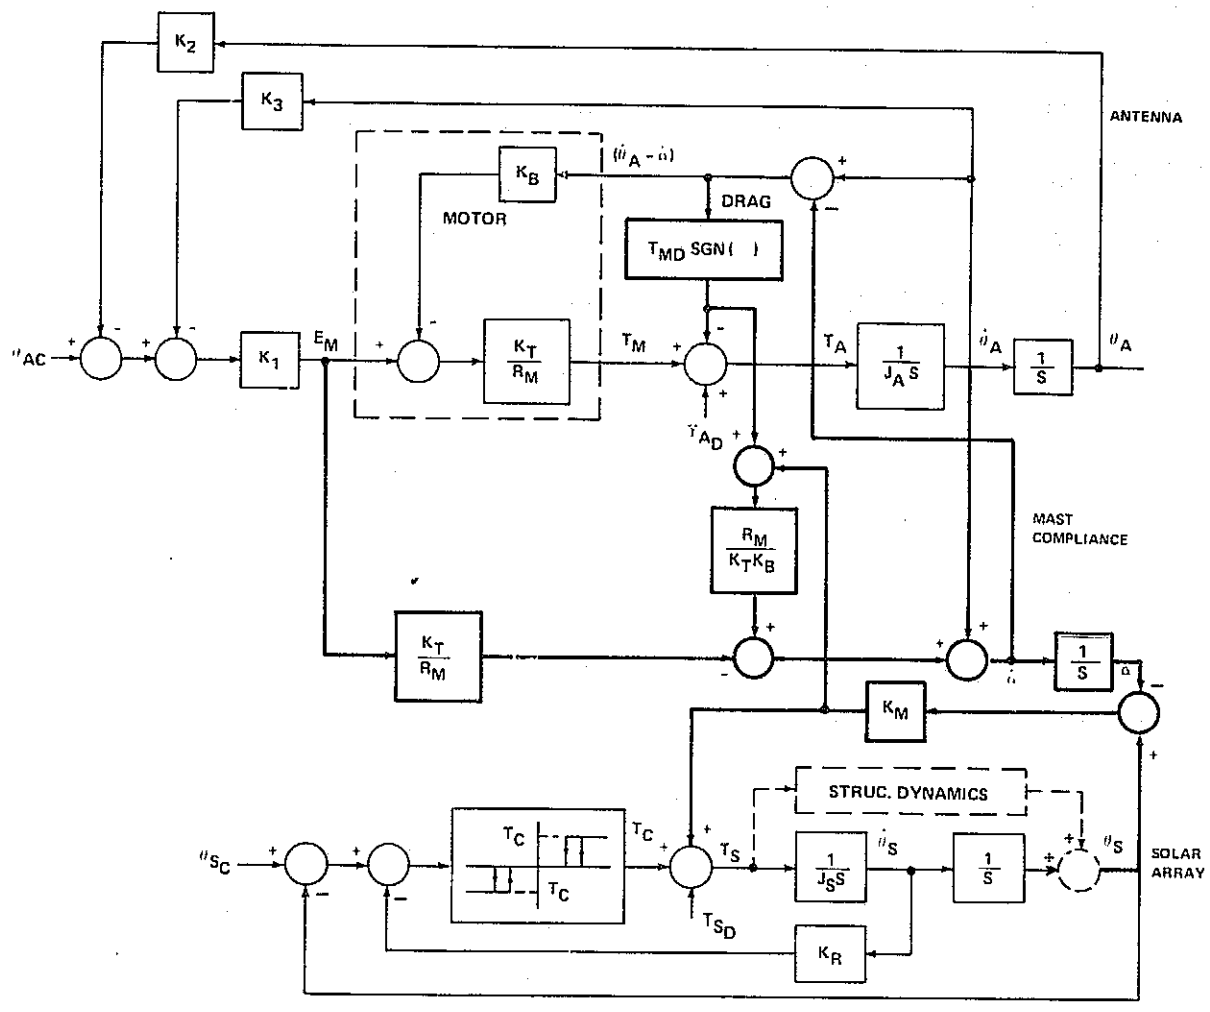 K2
K3
ANTENNA
(θ̇A - α̇)
KB
DRAG
MOTOR
TMD SGN( )
θAC
K1
EM
KT
RM
TM
TA
1
JAS
θ̇A
1
S
θA
TAD
RM
KTKB
MAST
COMPLIANCE
KT
RM
α̇
1
S
α
KM
STRUC. DYNAMICS
θSC
TC
TC
TC
TS
1
JSS
θ̇S
1
S
θS
SOLAR
ARRAY
TSD
KR